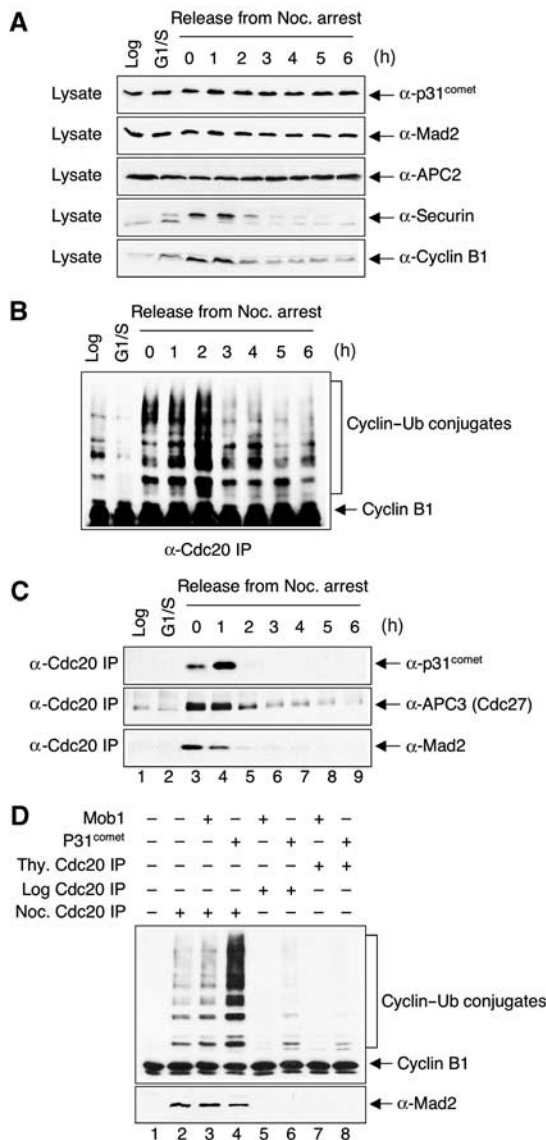 A
Release from Noc. arrest
Log G1/S 0 1 2 3 4 5 6 (h)
Lysate α-p31comet
Lysate α-Mad2
Lysate α-APC2
Lysate α-Securin
Lysate α-Cyclin B1
B
Release from Noc. arrest
Log G1/S 0 1 2 3 4 5 6 (h)
Cyclin–Ub conjugates
Cyclin B1
α-Cdc20 IP
C
Release from Noc. arrest
Log G1/S 0 1 2 3 4 5 6 (h)
α-Cdc20 IP α-p31comet
α-Cdc20 IP α-APC3 (Cdc27)
α-Cdc20 IP α-Mad2
1 2 3 4 5 6 7 8 9
D
Mob1 – – + – + – + –
P31comet – – – + – + – +
Thy. Cdc20 IP – – – – – – + +
Log Cdc20 IP – – – – + + – –
Noc. Cdc20 IP – + + + – – – –
Cyclin–Ub conjugates
Cyclin B1
α-Mad2
1 2 3 4 5 6 7 8